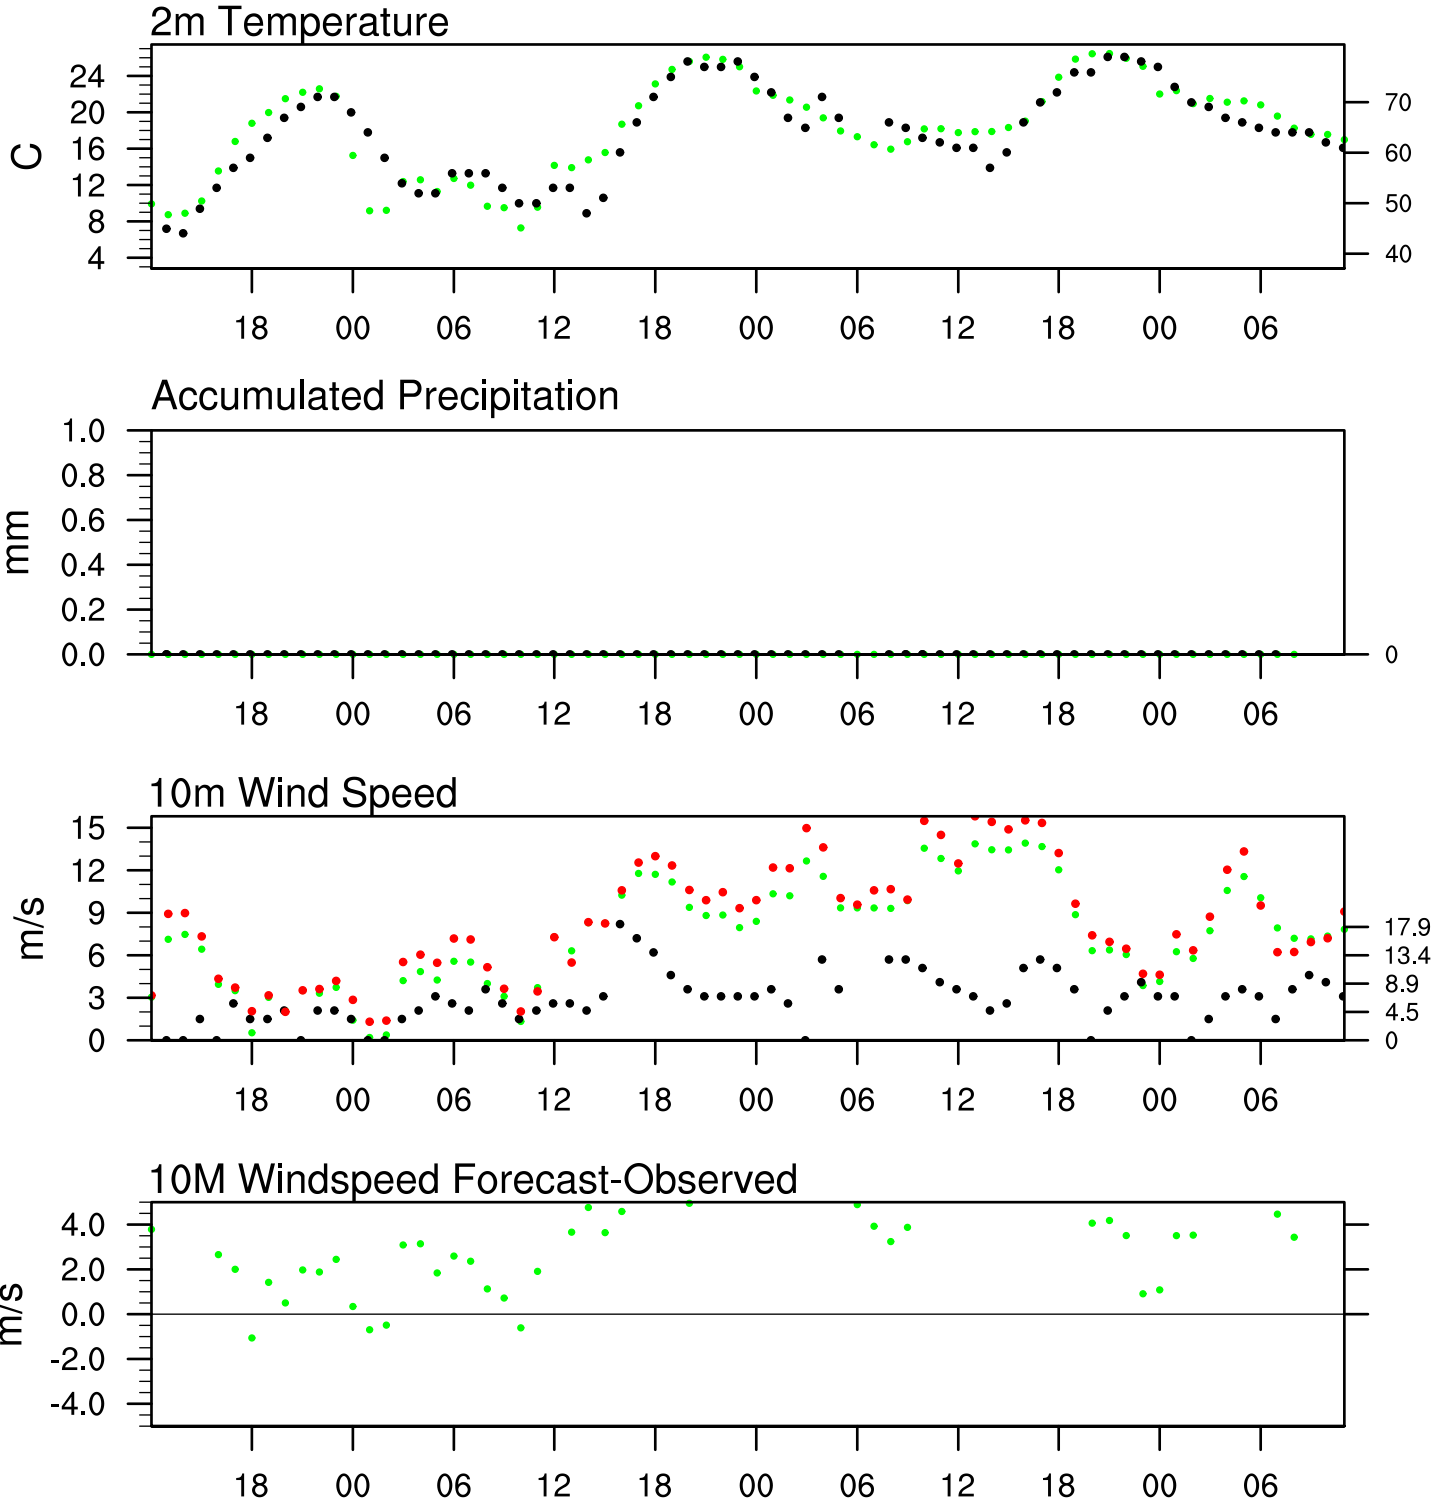 2m Temperature
24
20
16
12
8
4
C
70
60
50
40
18 00 06 12 18 00 06 12 18 00 06
Accumulated Precipitation
1.0
0.8
0.6
0.4
0.2
0.0
mm
0
18 00 06 12 18 00 06 12 18 00 06
10m Wind Speed
15
12
9
6
3
0
m/s
17.9
13.4
8.9
4.5
0
18 00 06 12 18 00 06 12 18 00 06
10M Windspeed Forecast-Observed
4.0
2.0
0.0
-2.0
-4.0
m/s
18 00 06 12 18 00 06 12 18 00 06